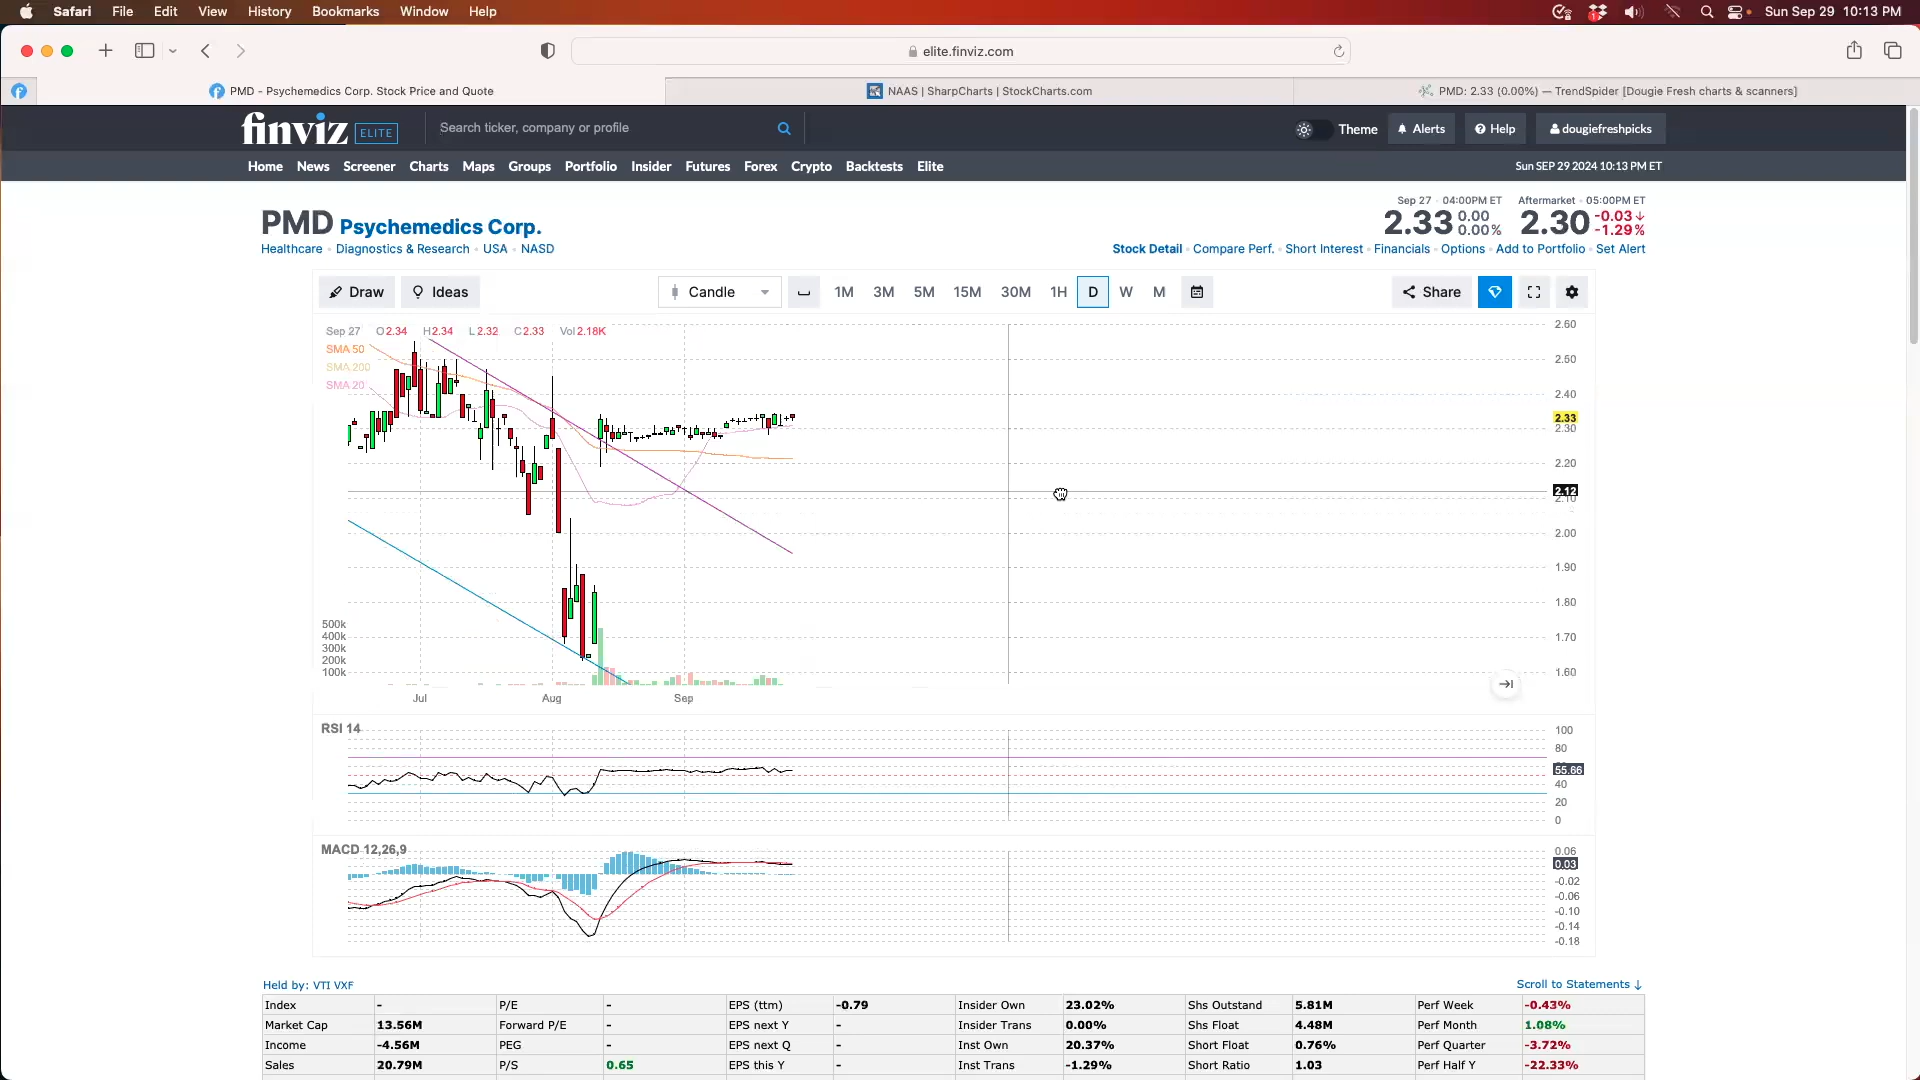 Safari File Edit View History Bookmarks Window Help Sun Sep 29 10:13 PM
elite.finviz.com
PMD - Psychemedics Corp. Stock Price and Quote
NAAS | SharpCharts | StockCharts.com
PMD: 2.33 (0.00%) — TrendSpider [Dougie Fresh charts & scanners]
finviz ELITE
Search ticker, company or profile
Theme Alerts Help dougiefreshpicks
Home News Screener Charts Maps Groups Portfolio Insider Futures Forex Crypto Backtests Elite
Sun SEP 29 2024 10:13 PM ET
PMD Psychemedics Corp.
Healthcare • Diagnostics & Research • USA • NASD
Sep 27 • 04:00PM ET
2.33 0.00 0.00%
Aftermarket • 05:00PM ET
2.30 -0.03↓ -1.29%
Stock Detail • Compare Perf. • Short Interest • Financials • Options • Add to Portfolio • Set Alert
Draw Ideas Candle 1M 3M 5M 15M 30M 1H D W M Share
Sep 27 O2.34 H2.34 L2.32 C2.33 Vol2.18K
SMA 50
SMA 200
SMA 20
2.60
2.50
2.40
2.33
2.30
2.20
2.12
2.10
2.00
1.90
1.80
1.70
1.60
500k
400k
300k
200k
100k
Jul Aug Sep
RSI 14
100
80
55.66
40
20
0
MACD 12,26,9
0.06
0.03
-0.02
-0.06
-0.10
-0.14
-0.18
Held by: VTI VXF
Scroll to Statements ↓
Index - P/E - EPS (ttm) -0.79 Insider Own 23.02% Shs Outstand 5.81M Perf Week -0.43%
Market Cap 13.56M Forward P/E - EPS next Y - Insider Trans 0.00% Shs Float 4.48M Perf Month 1.08%
Income -4.56M PEG - EPS next Q - Inst Own 20.37% Short Float 0.76% Perf Quarter -3.72%
Sales 20.79M P/S 0.65 EPS this Y - Inst Trans -1.29% Short Ratio 1.03 Perf Half Y -22.33%